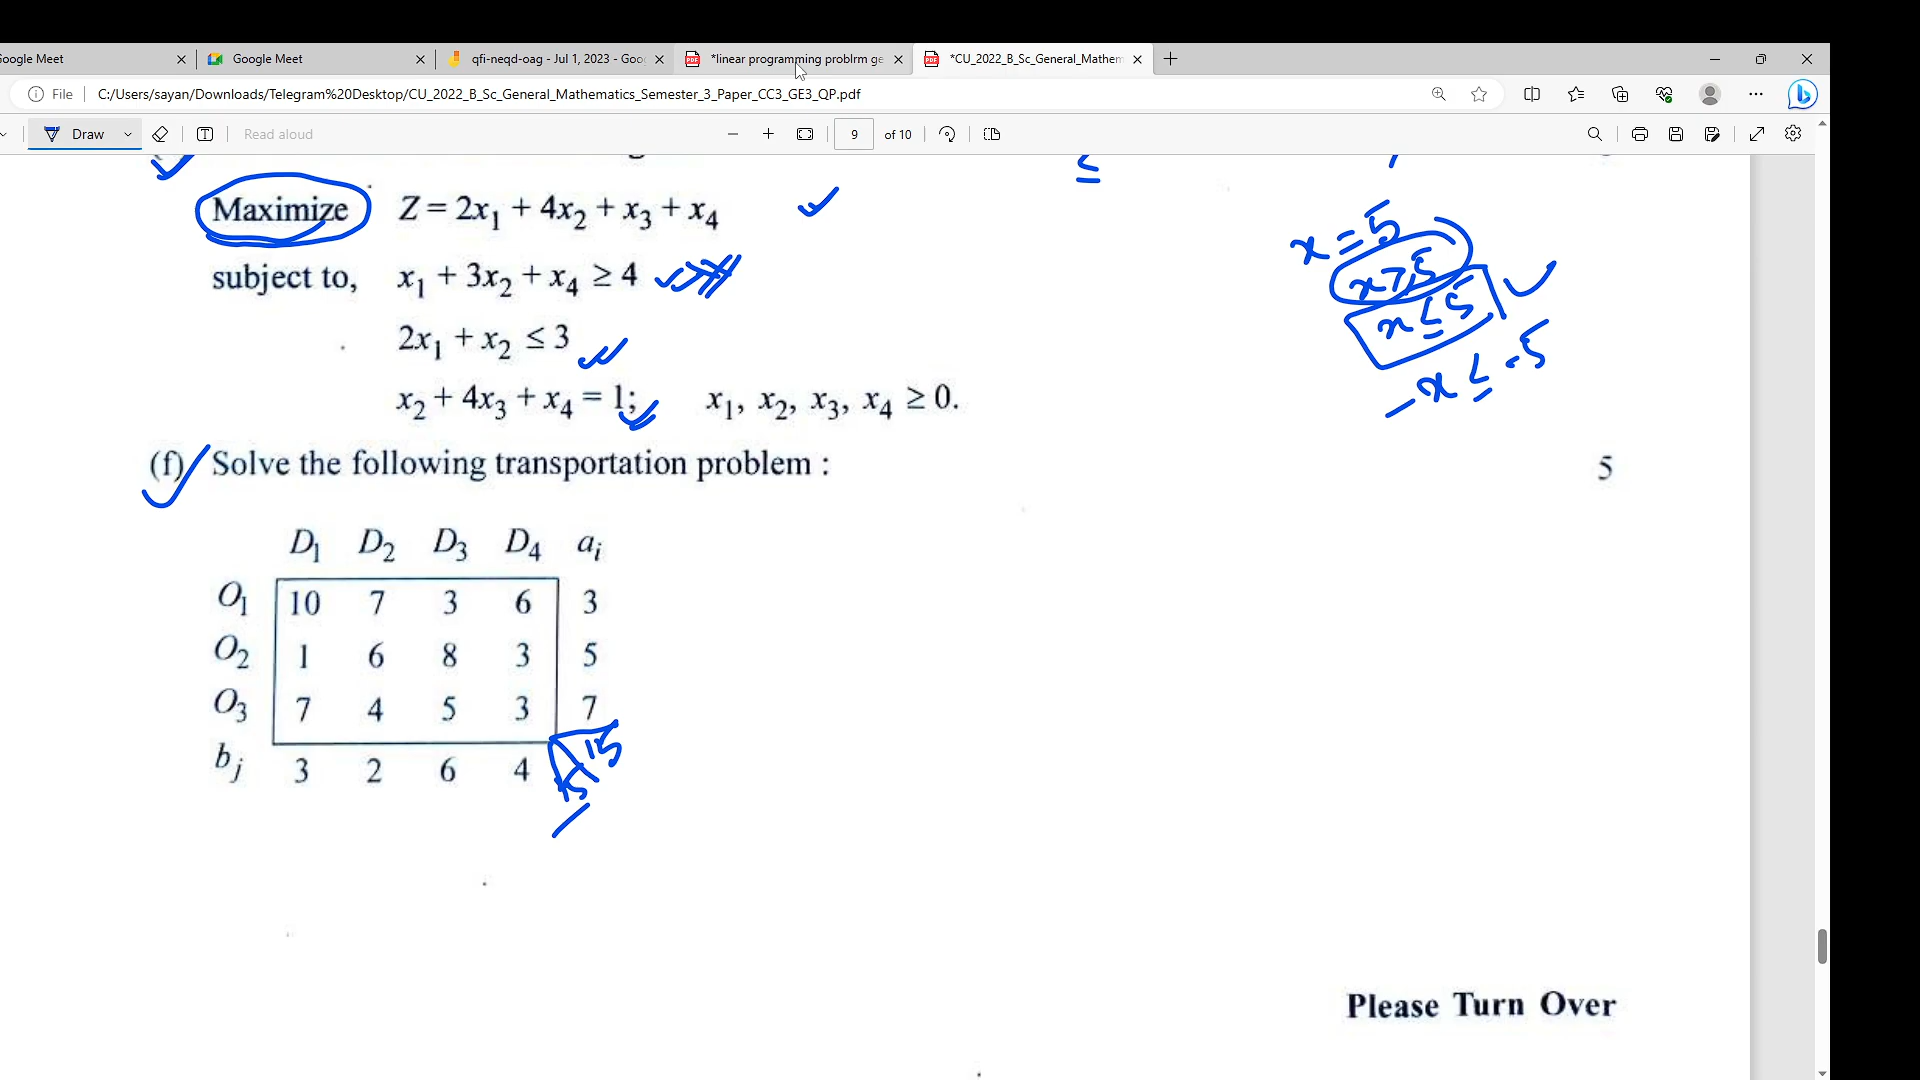 Google Meet
Google Meet
qfi-neqd-oag - Jul 1, 2023 - Goo
*linear programming problrm ge
*CU_2022_B_Sc_General_Mathem
File C:/Users/sayan/Downloads/Telegram%20Desktop/CU_2022_B_Sc_General_Mathematics_Semester_3_Paper_CC3_GE3_QP.pdf
Draw Read aloud 9 of 10
≤
Maximize Z = 2x₁ + 4x₂ + x₃ + x₄
subject to, x₁ + 3x₂ + x₄ ≥ 4
2x₁ + x₂ ≤ 3
x₂ + 4x₃ + x₄ = 1; x₁, x₂, x₃, x₄ ≥ 0.
x = 5
x ≥ 5
x ≤ 5
-x ≤ -5
(f) Solve the following transportation problem : 5
D₁ D₂ D₃ D₄ aᵢ
O₁ 10 7 3 6 3
O₂ 1 6 8 3 5
O₃ 7 4 5 3 7
bⱼ 3 2 6 4
15
15
Please Turn Over